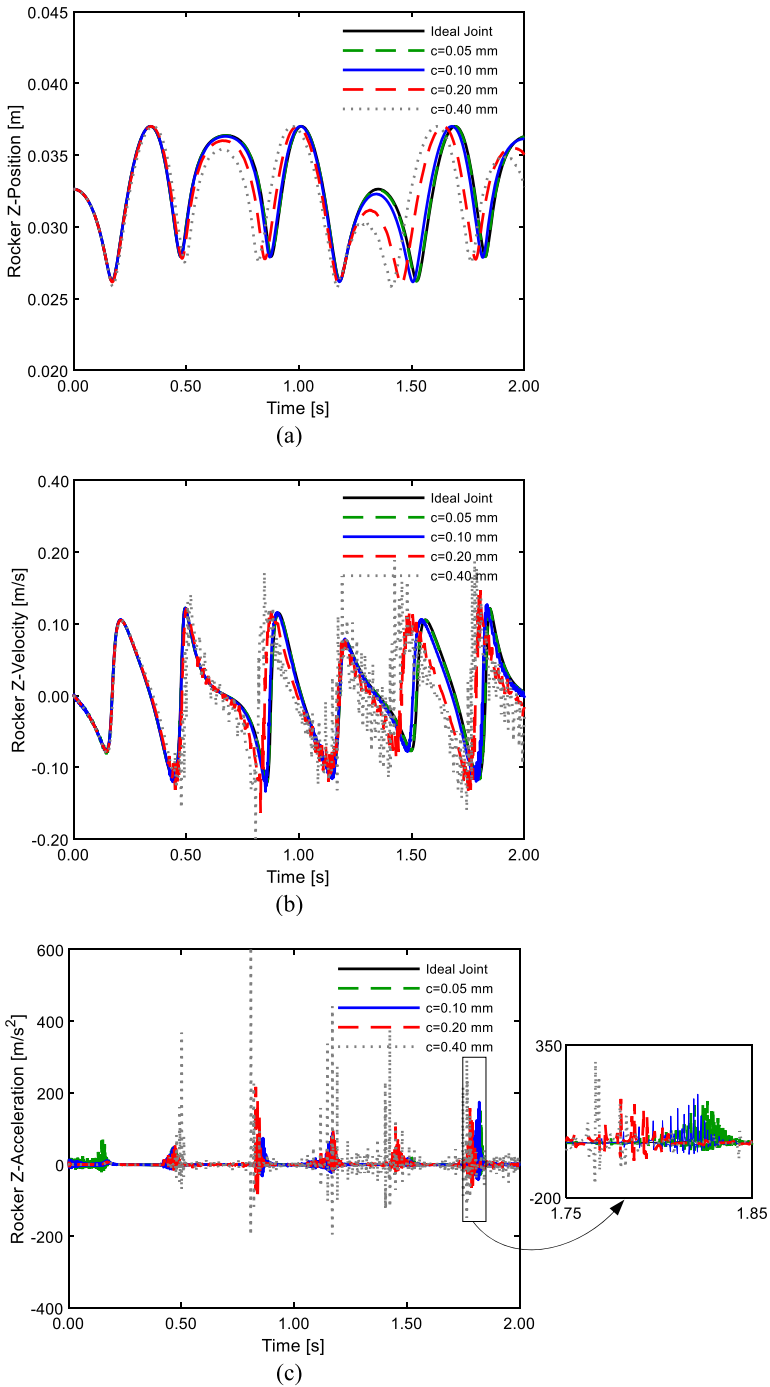 0.045
0.040
0.035
0.030
0.025
0.020
Rocker Z-Position [m]
Ideal Joint
c=0.05 mm
c=0.10 mm
c=0.20 mm
c=0.40 mm
0.00 0.50 1.00 1.50 2.00
Time [s]
(a)
0.40
0.20
0.10
0.00
-0.10
-0.20
Rocker Z-Velocity [m/s]
Ideal Joint
c=0.05 mm
c=0.10 mm
c=0.20 mm
c=0.40 mm
0.00 0.50 1.00 1.50 2.00
Time [s]
(b)
600
400
200
0
-200
-400
Rocker Z-Acceleration [m/s²]
Ideal Joint
c=0.05 mm
c=0.10 mm
c=0.20 mm
c=0.40 mm
0.00 0.50 1.00 1.50 2.00
Time [s]
350
-200
1.75 1.85
(c)